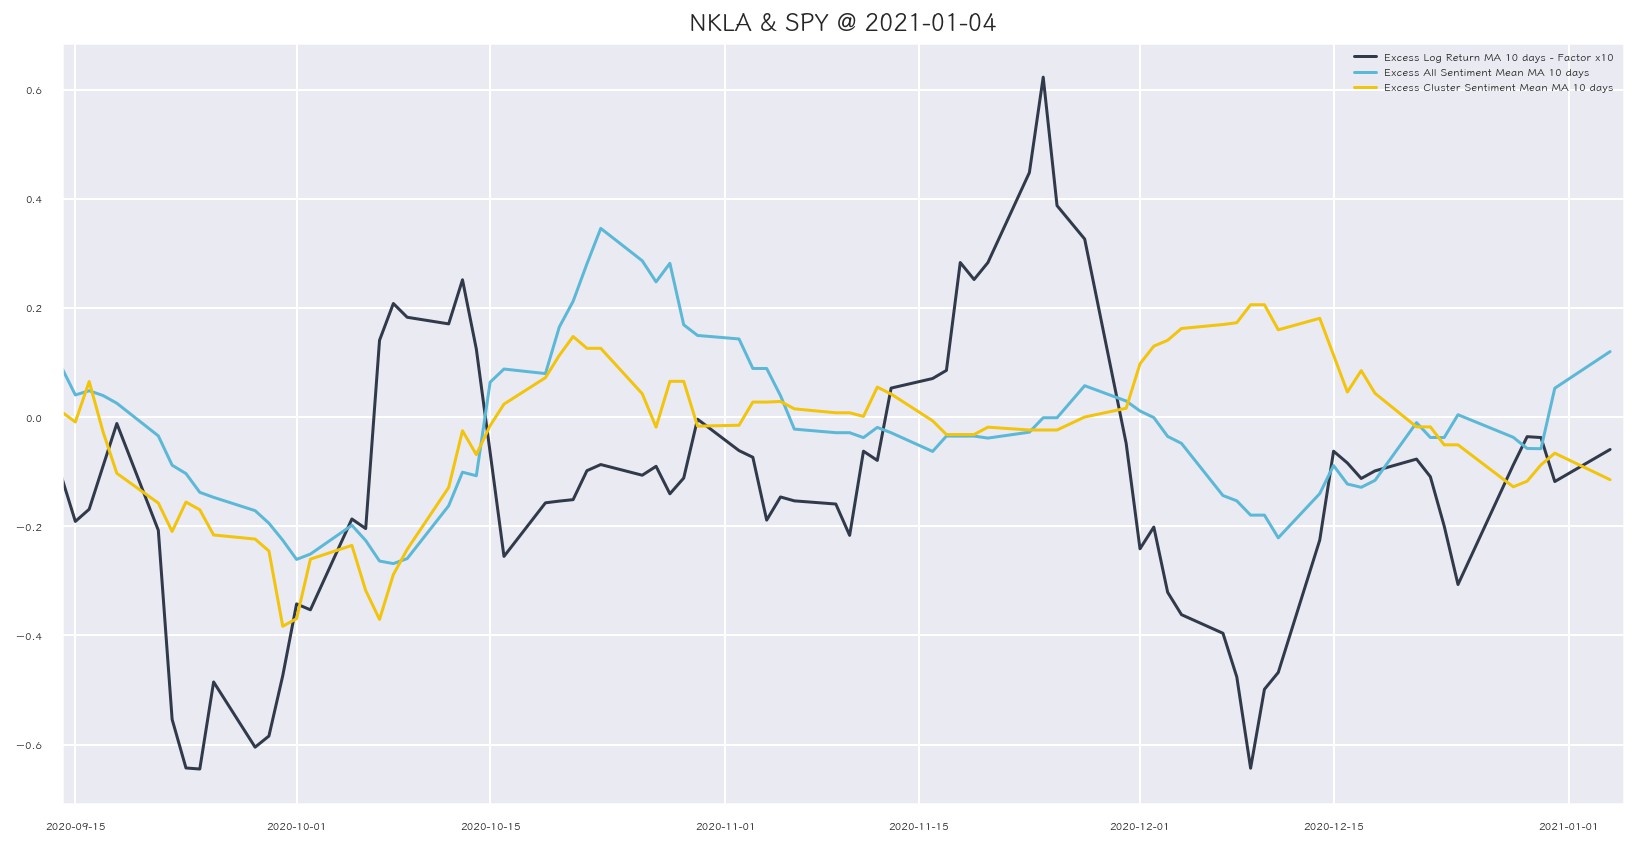 NKLA & SPY @ 2021-01-04
Excess Log Return MA 10 days - Factor x10
Excess All Sentiment Mean MA 10 days
Excess Cluster Sentiment Mean MA 10 days
0.6
0.4
0.2
0.0
−0.2
−0.4
−0.6
2020-09-15 2020-10-01 2020-10-15 2020-11-01 2020-11-15 2020-12-01 2020-12-15 2021-01-01